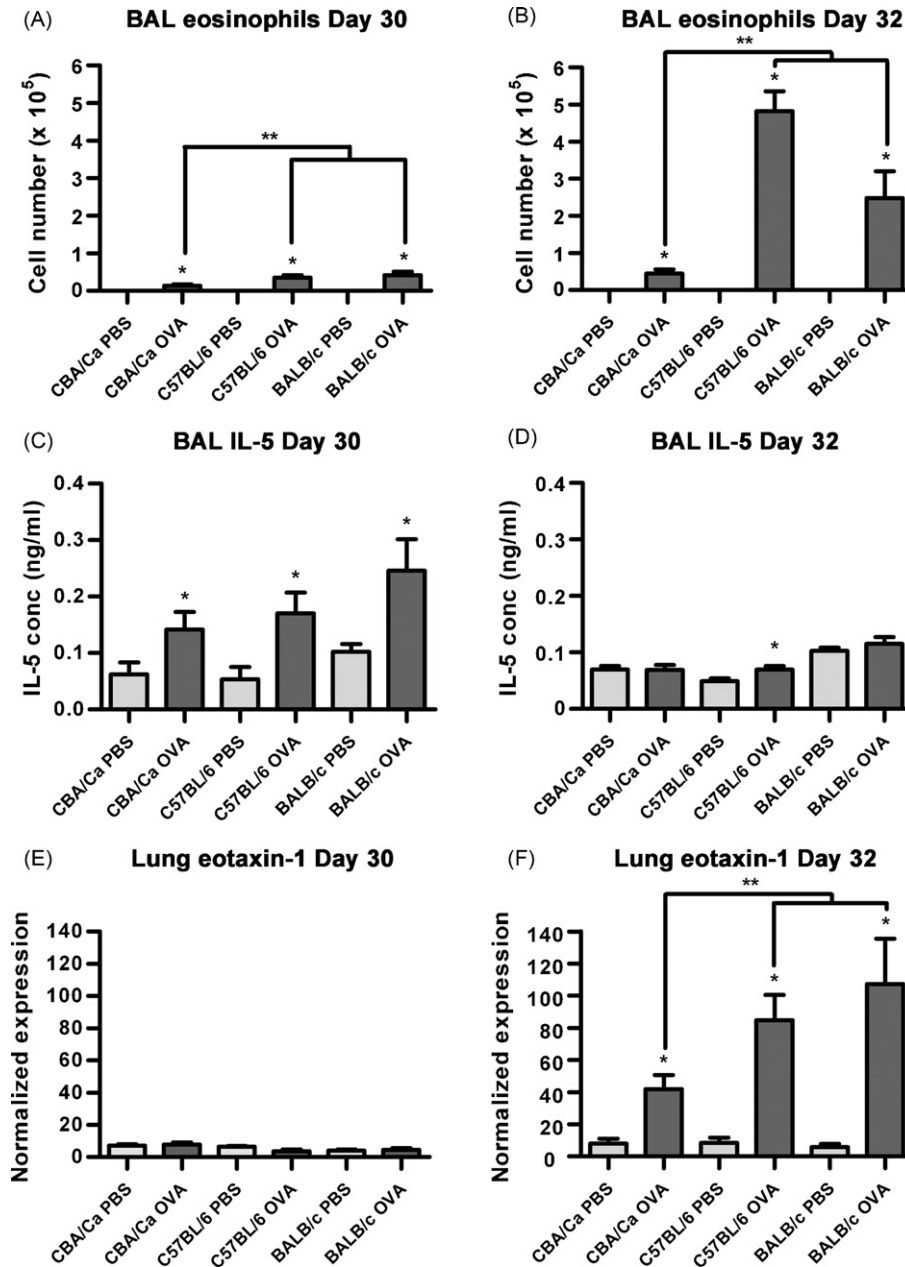 (A) BAL eosinophils Day 30
Cell number (x 10⁵)
6
5
4
3
2
1
0
**
*
*
*
CBA/Ca PBS
CBA/Ca OVA
C57BL/6 PBS
C57BL/6 OVA
BALB/c PBS
BALB/c OVA
(B) BAL eosinophils Day 32
Cell number (x 10⁵)
6
5
4
3
2
1
0
**
*
*
*
CBA/Ca PBS
CBA/Ca OVA
C57BL/6 PBS
C57BL/6 OVA
BALB/c PBS
BALB/c OVA
(C) BAL IL-5 Day 30
IL-5 conc (ng/ml)
0.4
0.3
0.2
0.1
0.0
*
*
*
CBA/Ca PBS
CBA/Ca OVA
C57BL/6 PBS
C57BL/6 OVA
BALB/c PBS
BALB/c OVA
(D) BAL IL-5 Day 32
IL-5 conc (ng/ml)
0.4
0.3
0.2
0.1
0.0
*
CBA/Ca PBS
CBA/Ca OVA
C57BL/6 PBS
C57BL/6 OVA
BALB/c PBS
BALB/c OVA
(E) Lung eotaxin-1 Day 30
Normalized expression
140
120
100
80
60
40
20
0
CBA/Ca PBS
CBA/Ca OVA
C57BL/6 PBS
C57BL/6 OVA
BALB/c PBS
BALB/c OVA
(F) Lung eotaxin-1 Day 32
Normalized expression
140
120
100
80
60
40
20
0
**
*
*
*
CBA/Ca PBS
CBA/Ca OVA
C57BL/6 PBS
C57BL/6 OVA
BALB/c PBS
BALB/c OVA